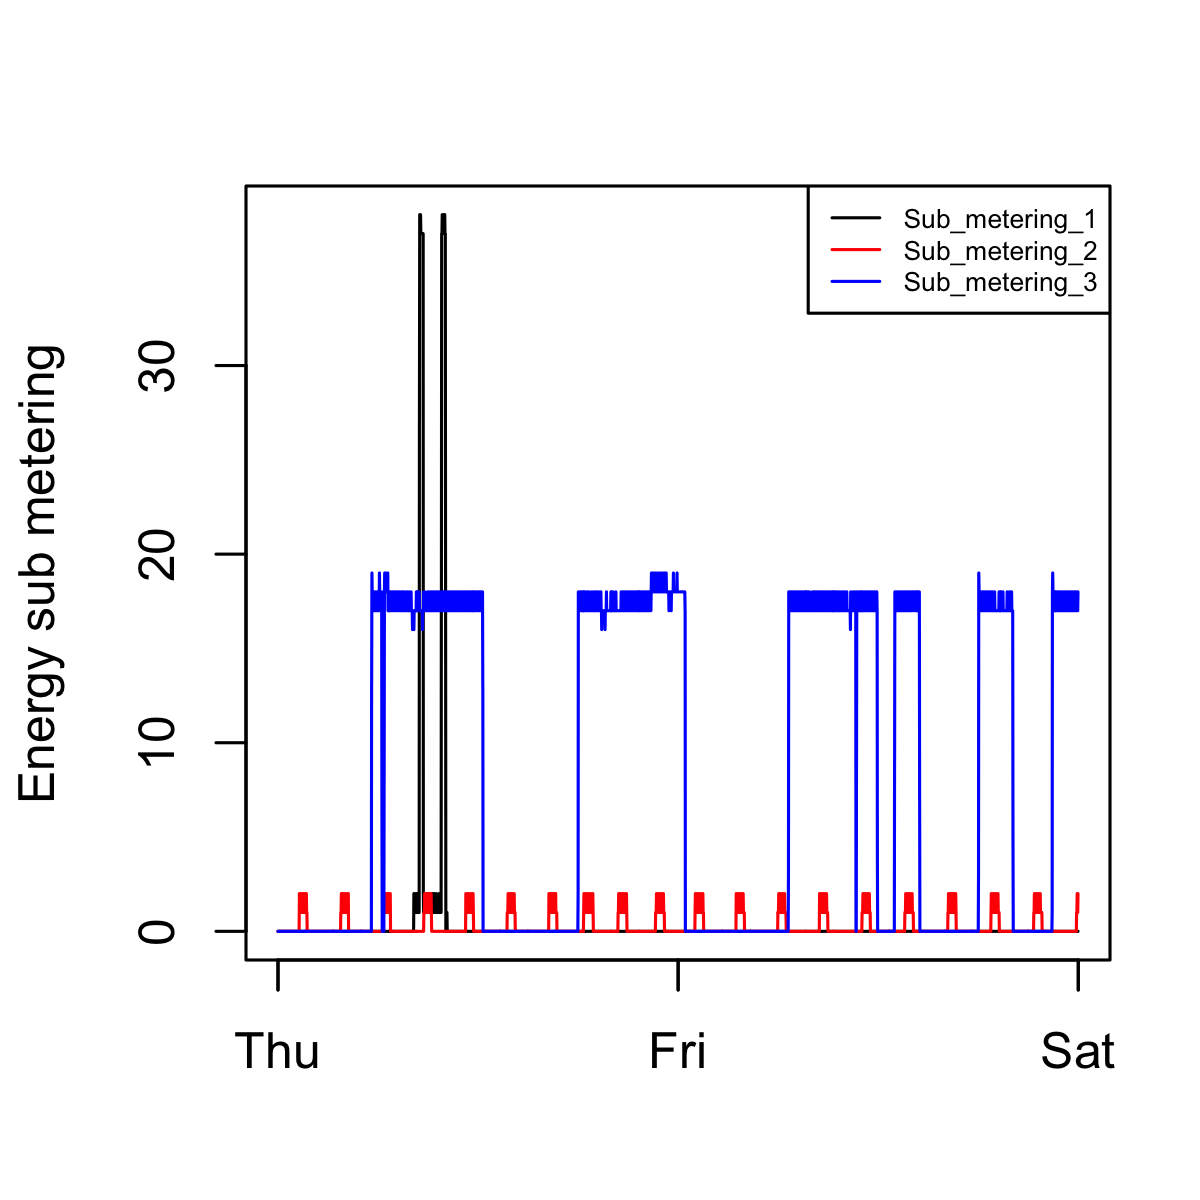 Sub_metering_1
Sub_metering_2
Sub_metering_3
Energy sub metering
30
20
10
0
Thu Fri Sat